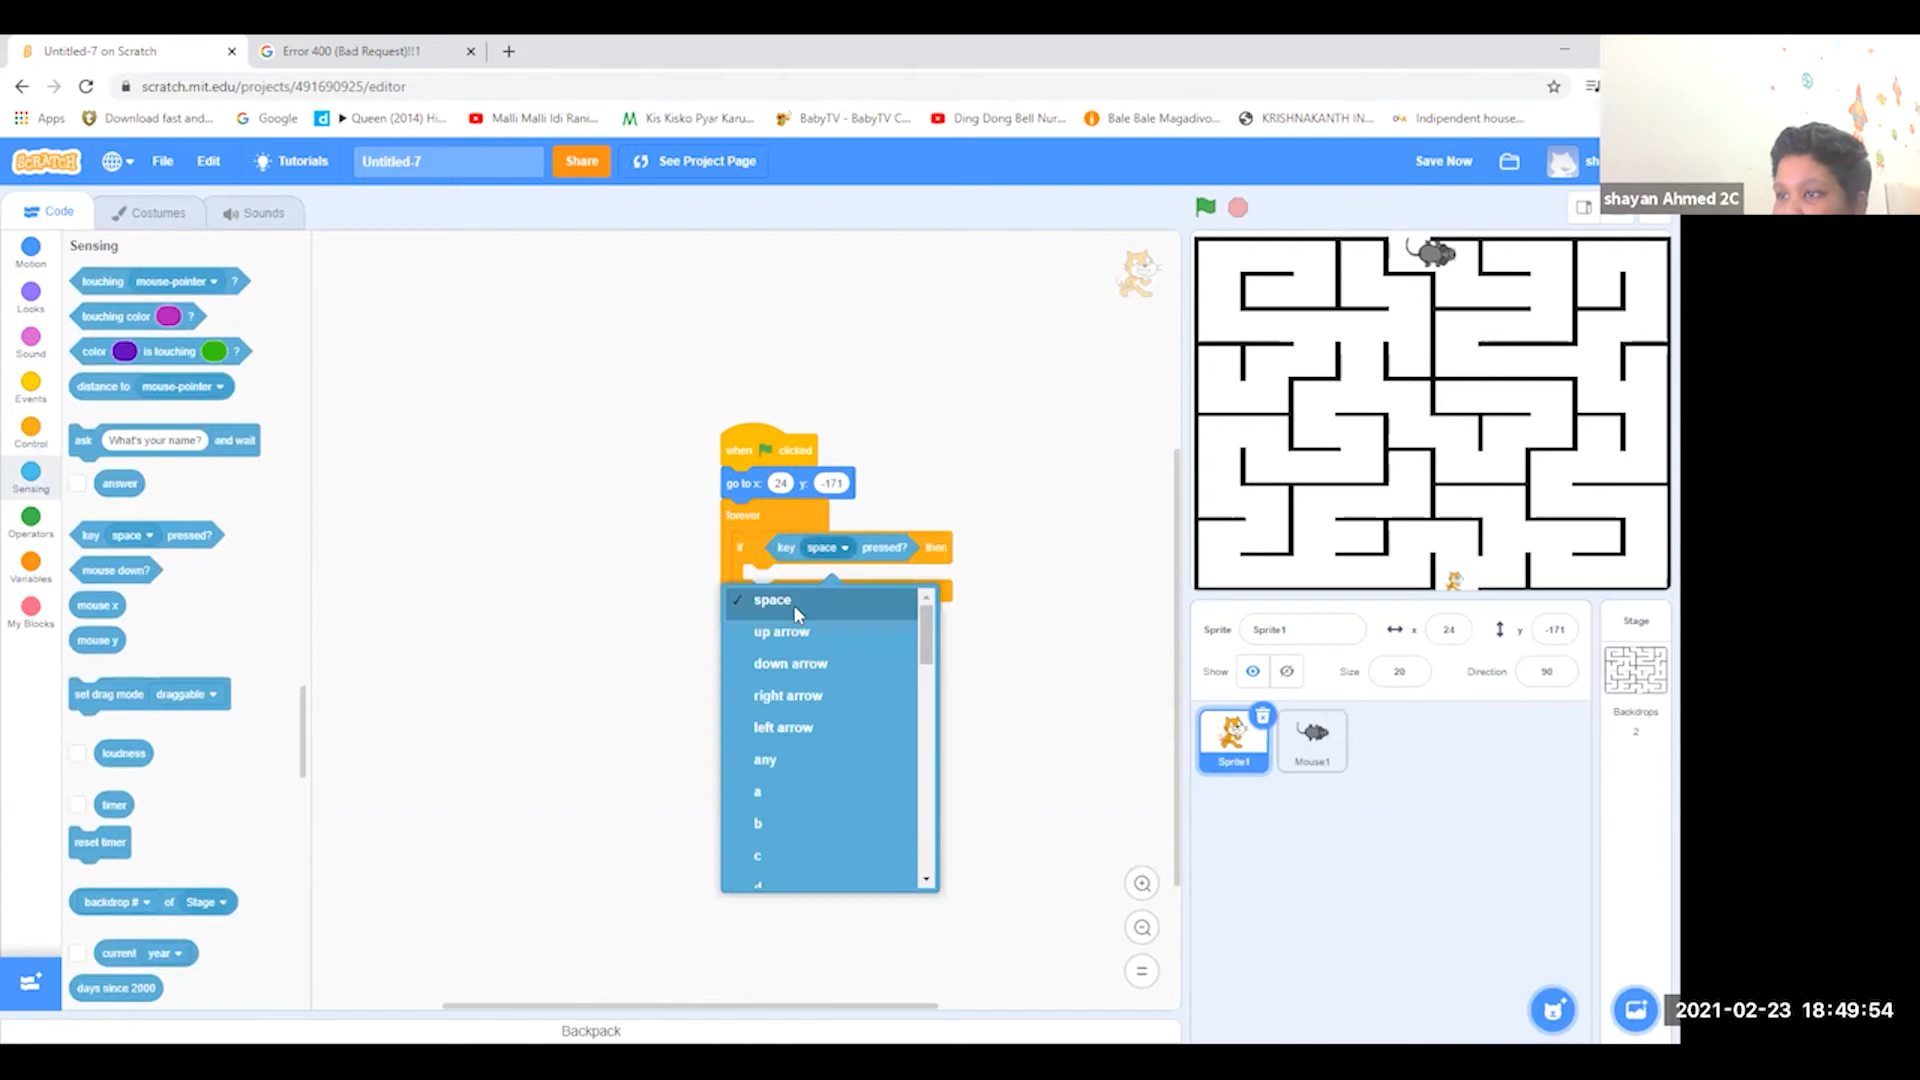 Untitled-7 on Scratch
Error 400 (Bad Request)!!1
scratch.mit.edu/projects/491690925/editor
Apps
Download fast and...
Google
Queen (2014) Hi...
Malli Malli Idi Rani...
Kis Kisko Pyar Karu...
BabyTV - BabyTV C...
Ding Dong Bell Nur...
Bale Bale Magadivo...
KRISHNAKANTH IN...
Indipendent house...
SCRATCH
File
Edit
Tutorials
Untitled-7
Share
See Project Page
Save Now
sh
shayan Ahmed 2C
Code
Costumes
Sounds
Motion
Looks
Sound
Events
Control
Sensing
Operators
Variables
My Blocks
Sensing
touching mouse-pointer ?
touching color ?
color is touching ?
distance to mouse-pointer
ask What's your name? and wait
answer
key space pressed?
mouse down?
mouse x
mouse y
set drag mode draggable
loudness
timer
reset timer
backdrop # of Stage
current year
days since 2000
when clicked
go to x: 24 y: -171
forever
if key space pressed? then
✓ space
up arrow
down arrow
right arrow
left arrow
any
a
b
c
d
Sprite Sprite1 x 24 y -171
Show Size 20 Direction 90
Sprite1
Mouse1
Stage
Backdrops
2
Backpack
2021-02-23 18:49:54